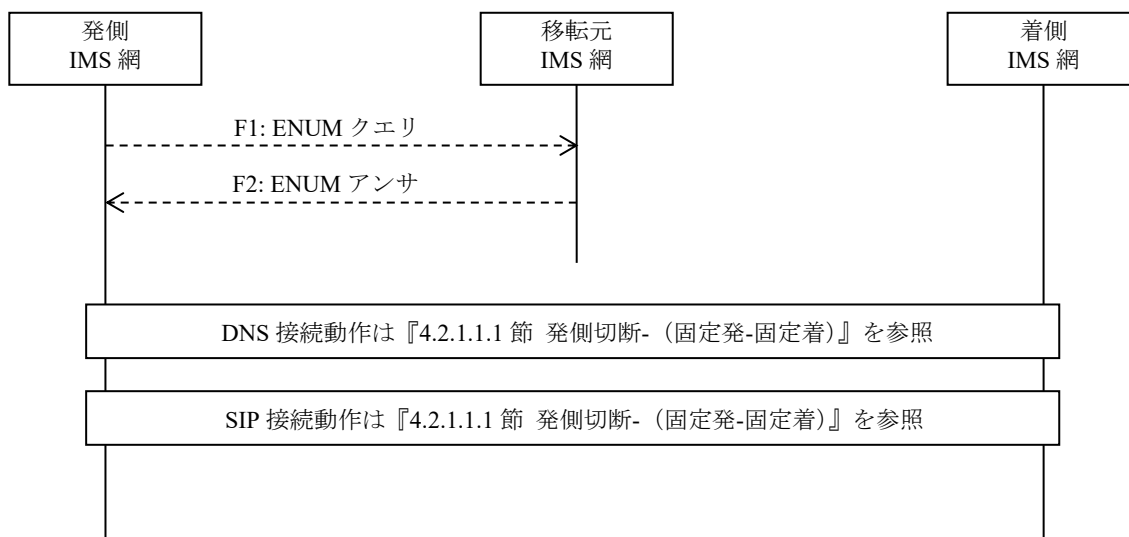 発側
IMS 網
移転元
IMS 網
着側
IMS 網
F1: ENUM クエリ
F2: ENUM アンサ
DNS 接続動作は『4.2.1.1.1 節 発側切断-（固定発-固定着）』を参照
SIP 接続動作は『4.2.1.1.1 節 発側切断-（固定発-固定着）』を参照